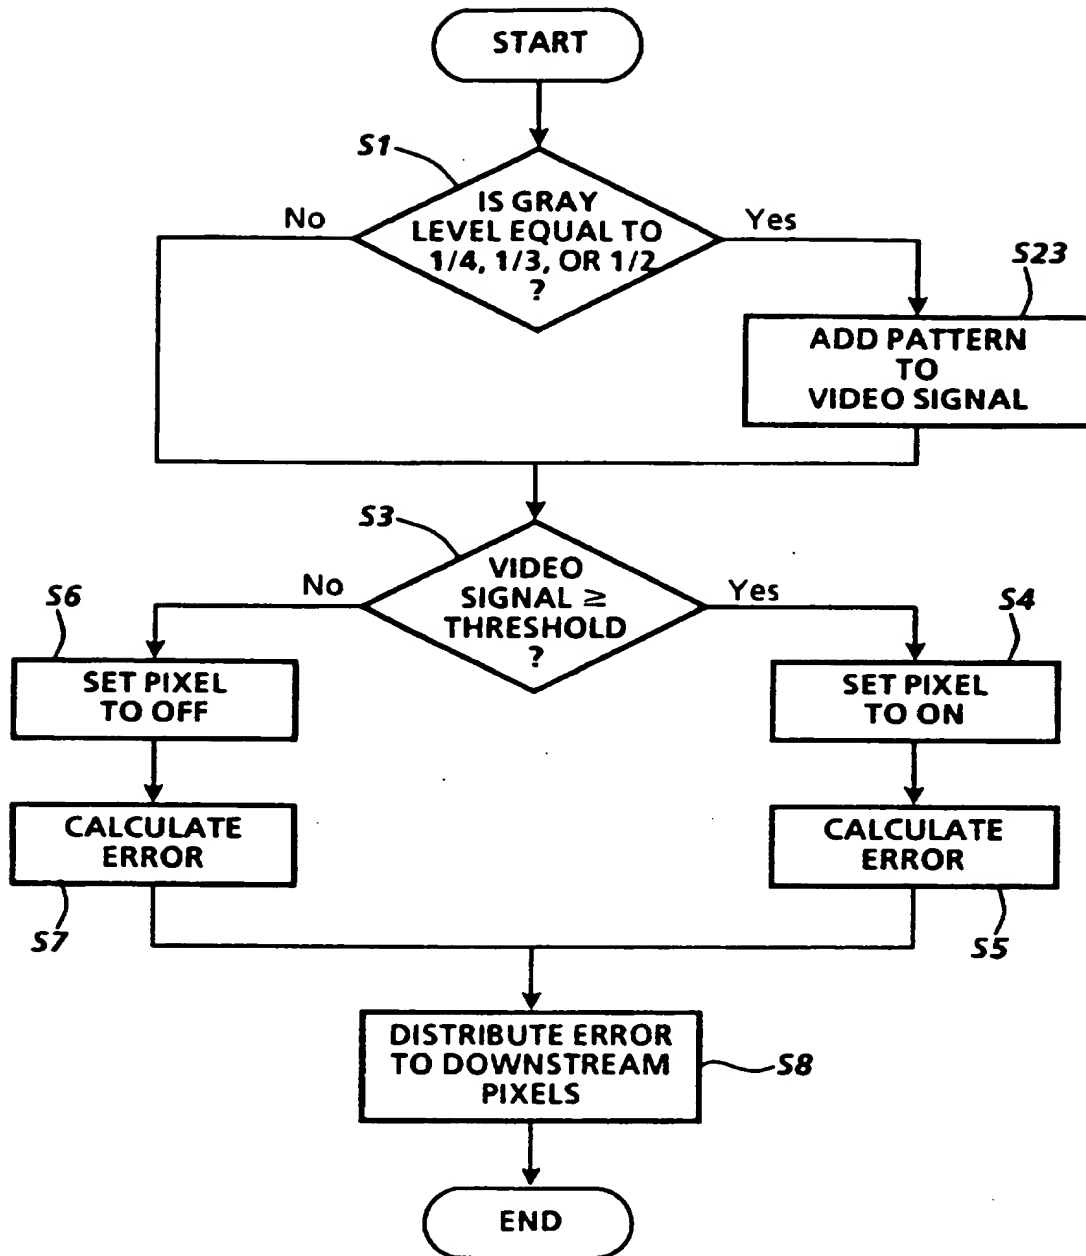 START
S1
IS GRAY
LEVEL EQUAL TO
1/4, 1/3, OR 1/2
?
No
Yes
S23
ADD PATTERN
TO
VIDEO SIGNAL
S3
VIDEO
SIGNAL ≧
THRESHOLD
?
No
Yes
S6
SET PIXEL
TO OFF
S4
SET PIXEL
TO ON
CALCULATE
ERROR
S7
CALCULATE
ERROR
S5
DISTRIBUTE ERROR
TO DOWNSTREAM
PIXELS
S8
END